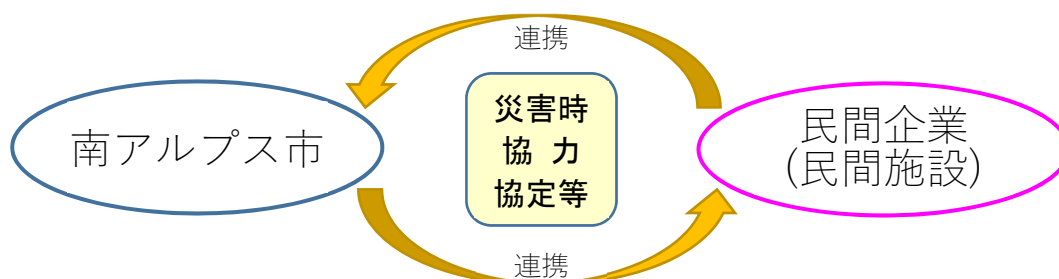 連携
南アルプス市
災害時
協 力
協定等
民間企業
(民間施設)
連携